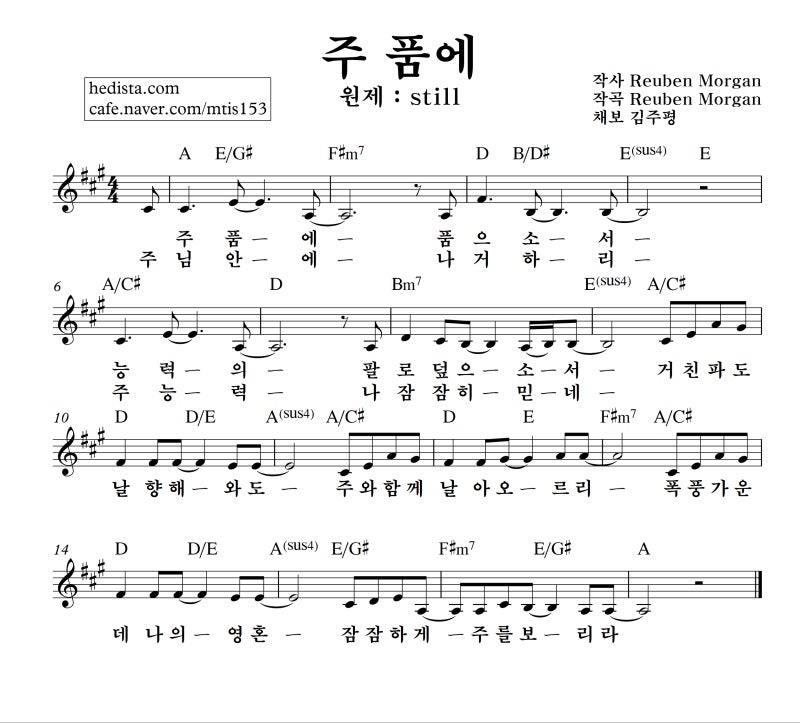 주 품에
원제 : still
hedista.com
cafe.naver.com/mtis153
작사 Reuben Morgan
작곡 Reuben Morgan
채보 김주평
A E/G# F#m7 D B/D# E(sus4) E
4 4
주 품 — 에 — 품 으 소 — 서 —
주 님 안 — 에 — 나 거 하 — 리 —
6 A/C# D Bm7 E(sus4) A/C#
능 력 — 의 — 팔 로 덮 으 — 소 — 서 — 거 친 파 도
주 능 — 력 — 나 잠 잠 히 — 믿 — 네 —
10 D D/E A(sus4) A/C# D E F#m7 A/C#
날 향 해 — 와 도 — 주 와 함 께 날 아 오 — 르 리 — 폭 풍 가 운
14 D D/E A(sus4) E/G# F#m7 E/G# A
데 나 의 — 영 혼 — 잠 잠 하 게 — 주 를 보 — 리 라